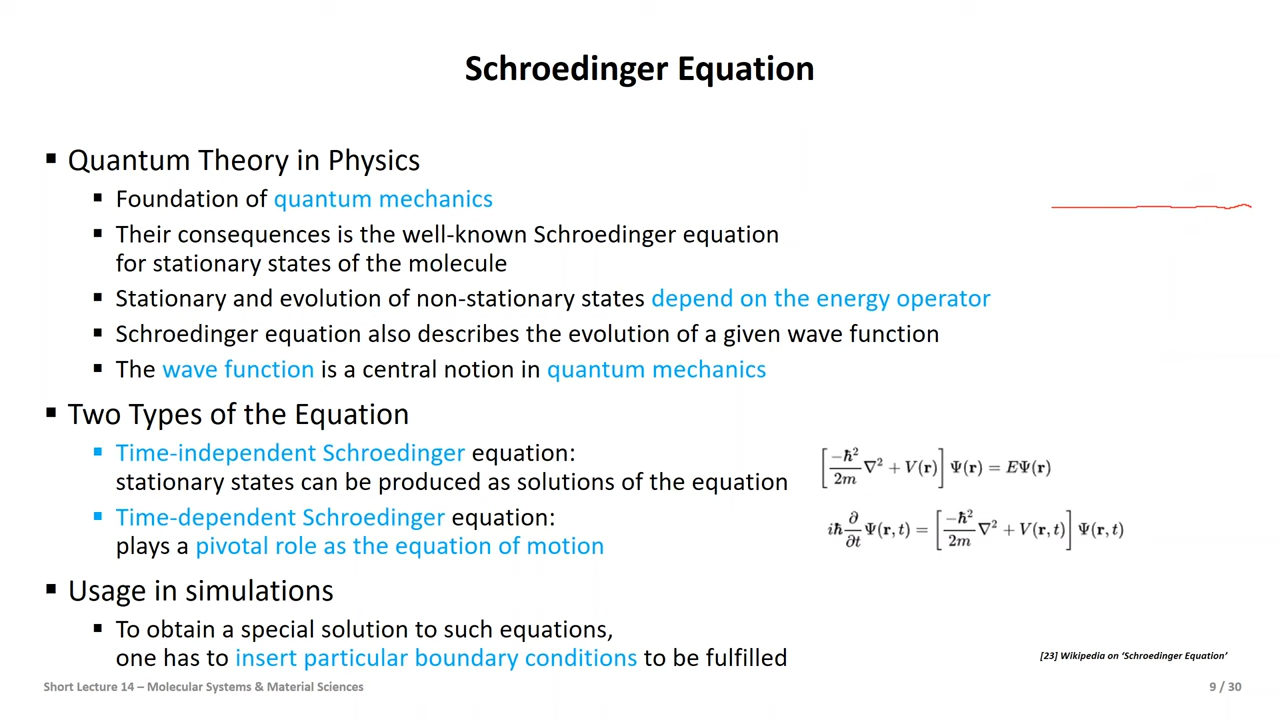 Schroedinger Equation
▪ Quantum Theory in Physics
▪ Foundation of quantum mechanics
▪ Their consequences is the well-known Schroedinger equation
for stationary states of the molecule
▪ Stationary and evolution of non-stationary states depend on the energy operator
▪ Schroedinger equation also describes the evolution of a given wave function
▪ The wave function is a central notion in quantum mechanics
▪ Two Types of the Equation
▪ Time-independent Schroedinger equation:
stationary states can be produced as solutions of the equation
[−ħ²/2m ∇² + V(r)] Ψ(r) = EΨ(r)
▪ Time-dependent Schroedinger equation:
plays a pivotal role as the equation of motion
iħ ∂/∂t Ψ(r, t) = [−ħ²/2m ∇² + V(r, t)] Ψ(r, t)
▪ Usage in simulations
▪ To obtain a special solution to such equations,
one has to insert particular boundary conditions to be fulfilled
[23] Wikipedia on ‘Schroedinger Equation’
Short Lecture 14 – Molecular Systems & Material Sciences
9 / 30